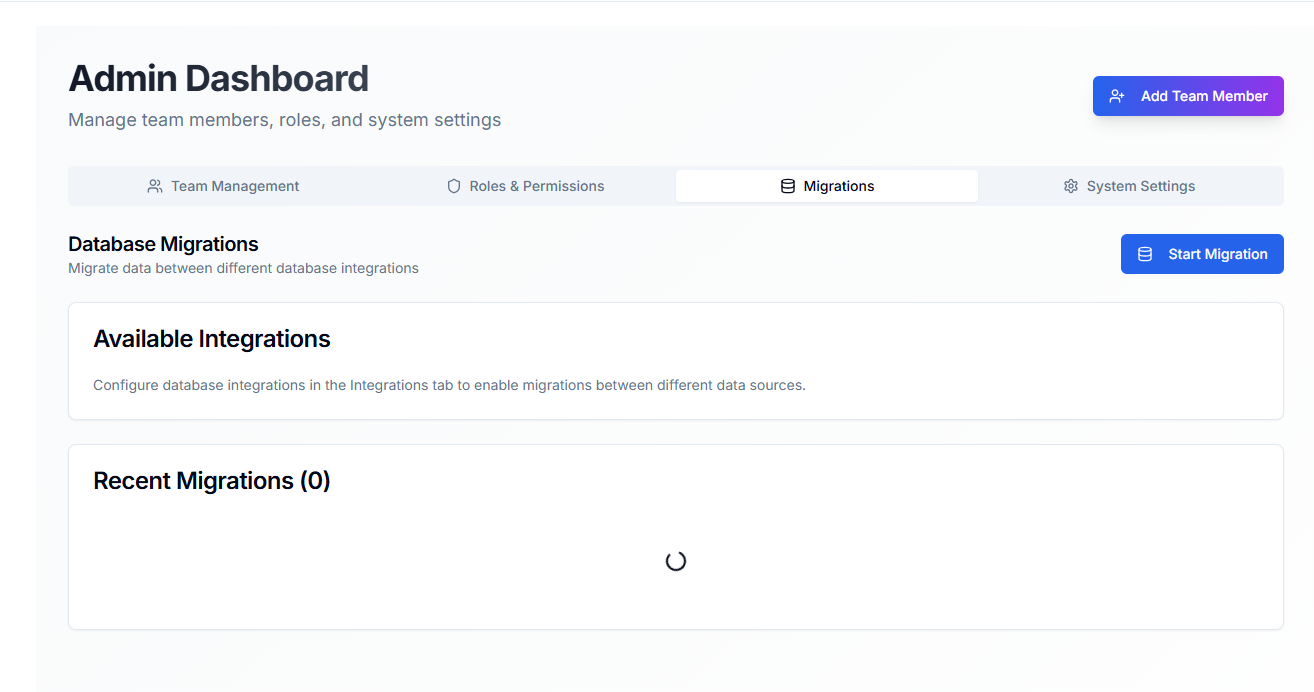 Admin Dashboard
Manage team members, roles, and system settings
Add Team Member
Team Management
Roles & Permissions
Migrations
System Settings
Database Migrations
Migrate data between different database integrations
Start Migration
Available Integrations
Configure database integrations in the Integrations tab to enable migrations between different data sources.
Recent Migrations (0)